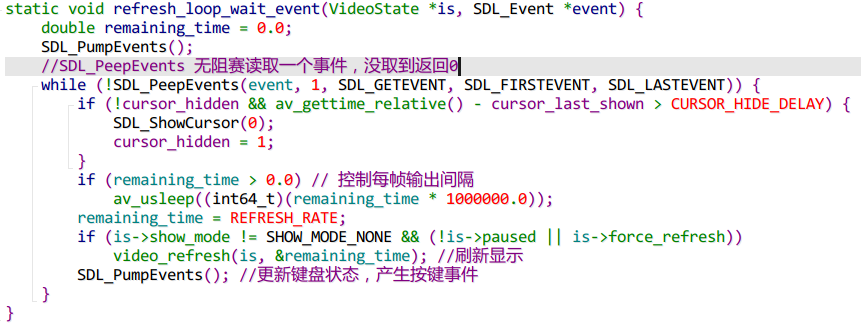 static void refresh_loop_wait_event(VideoState *is, SDL_Event *event) {
    double remaining_time = 0.0;
    SDL_PumpEvents();
    //SDL_PeepEvents 无阻赛读取一个事件，没取到返回0
    while (!SDL_PeepEvents(event, 1, SDL_GETEVENT, SDL_FIRSTEVENT, SDL_LASTEVENT)) {
        if (!cursor_hidden && av_gettime_relative() - cursor_last_shown > CURSOR_HIDE_DELAY) {
            SDL_ShowCursor(0);
            cursor_hidden = 1;
        }
        if (remaining_time > 0.0) // 控制每帧输出间隔
            av_usleep((int64_t)(remaining_time * 1000000.0));
        remaining_time = REFRESH_RATE;
        if (is->show_mode != SHOW_MODE_NONE && (!is->paused || is->force_refresh))
            video_refresh(is, &remaining_time); //刷新显示
        SDL_PumpEvents(); //更新键盘状态，产生按键事件
    }
}